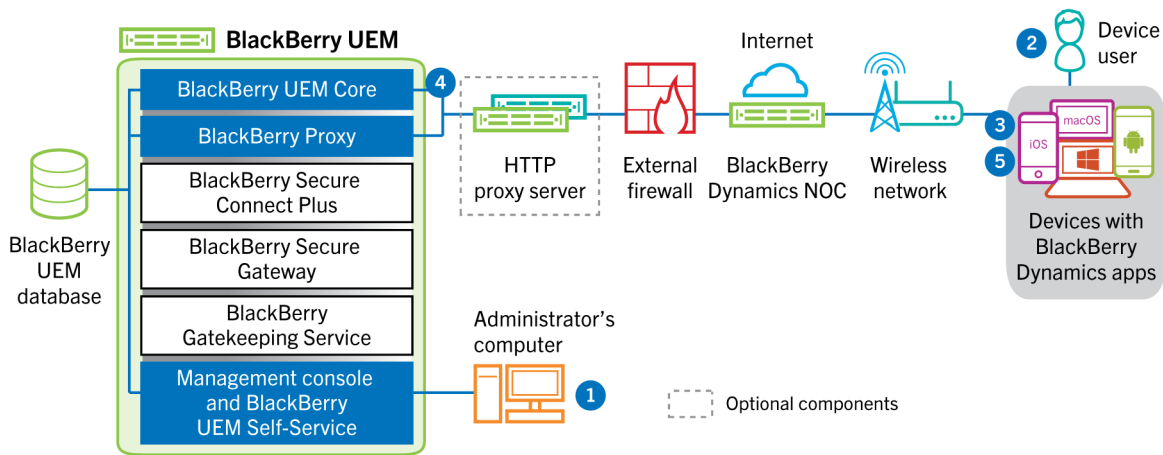 BlackBerry UEM
BlackBerry UEM Core
BlackBerry Proxy
BlackBerry Secure
Connect Plus
BlackBerry Secure
Gateway
BlackBerry
Gatekeeping Service
Management console
and BlackBerry
UEM Self-Service
BlackBerry
UEM
database
4
HTTP
proxy server
External
firewall
Internet
BlackBerry
Dynamics NOC
Wireless
network
2
Device
user
3
5
macOS
iOS
Devices with
BlackBerry
Dynamics apps
Administrator’s
computer
1
Optional components